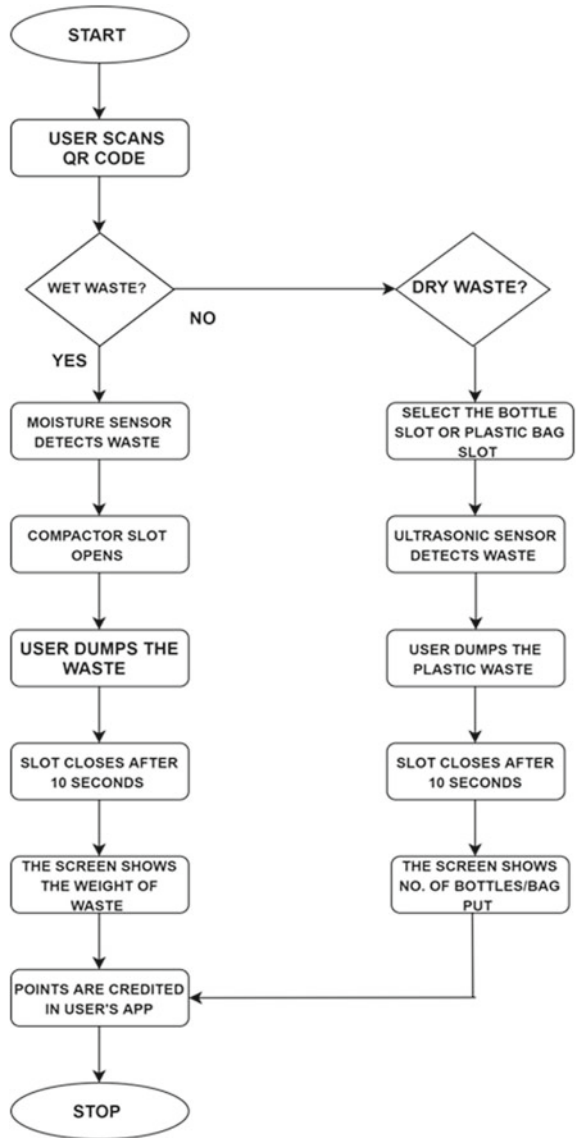 START
USER SCANS
QR CODE
WET WASTE?
NO
YES
DRY WASTE?
MOISTURE SENSOR
DETECTS WASTE
COMPACTOR SLOT
OPENS
USER DUMPS THE
WASTE
SLOT CLOSES AFTER
10 SECONDS
THE SCREEN SHOWS
THE WEIGHT OF
WASTE
SELECT THE BOTTLE
SLOT OR PLASTIC BAG
SLOT
ULTRASONIC SENSOR
DETECTS WASTE
USER DUMPS THE
PLASTIC WASTE
SLOT CLOSES AFTER
10 SECONDS
THE SCREEN SHOWS
NO. OF BOTTLES/BAG
PUT
POINTS ARE CREDITED
IN USER'S APP
STOP